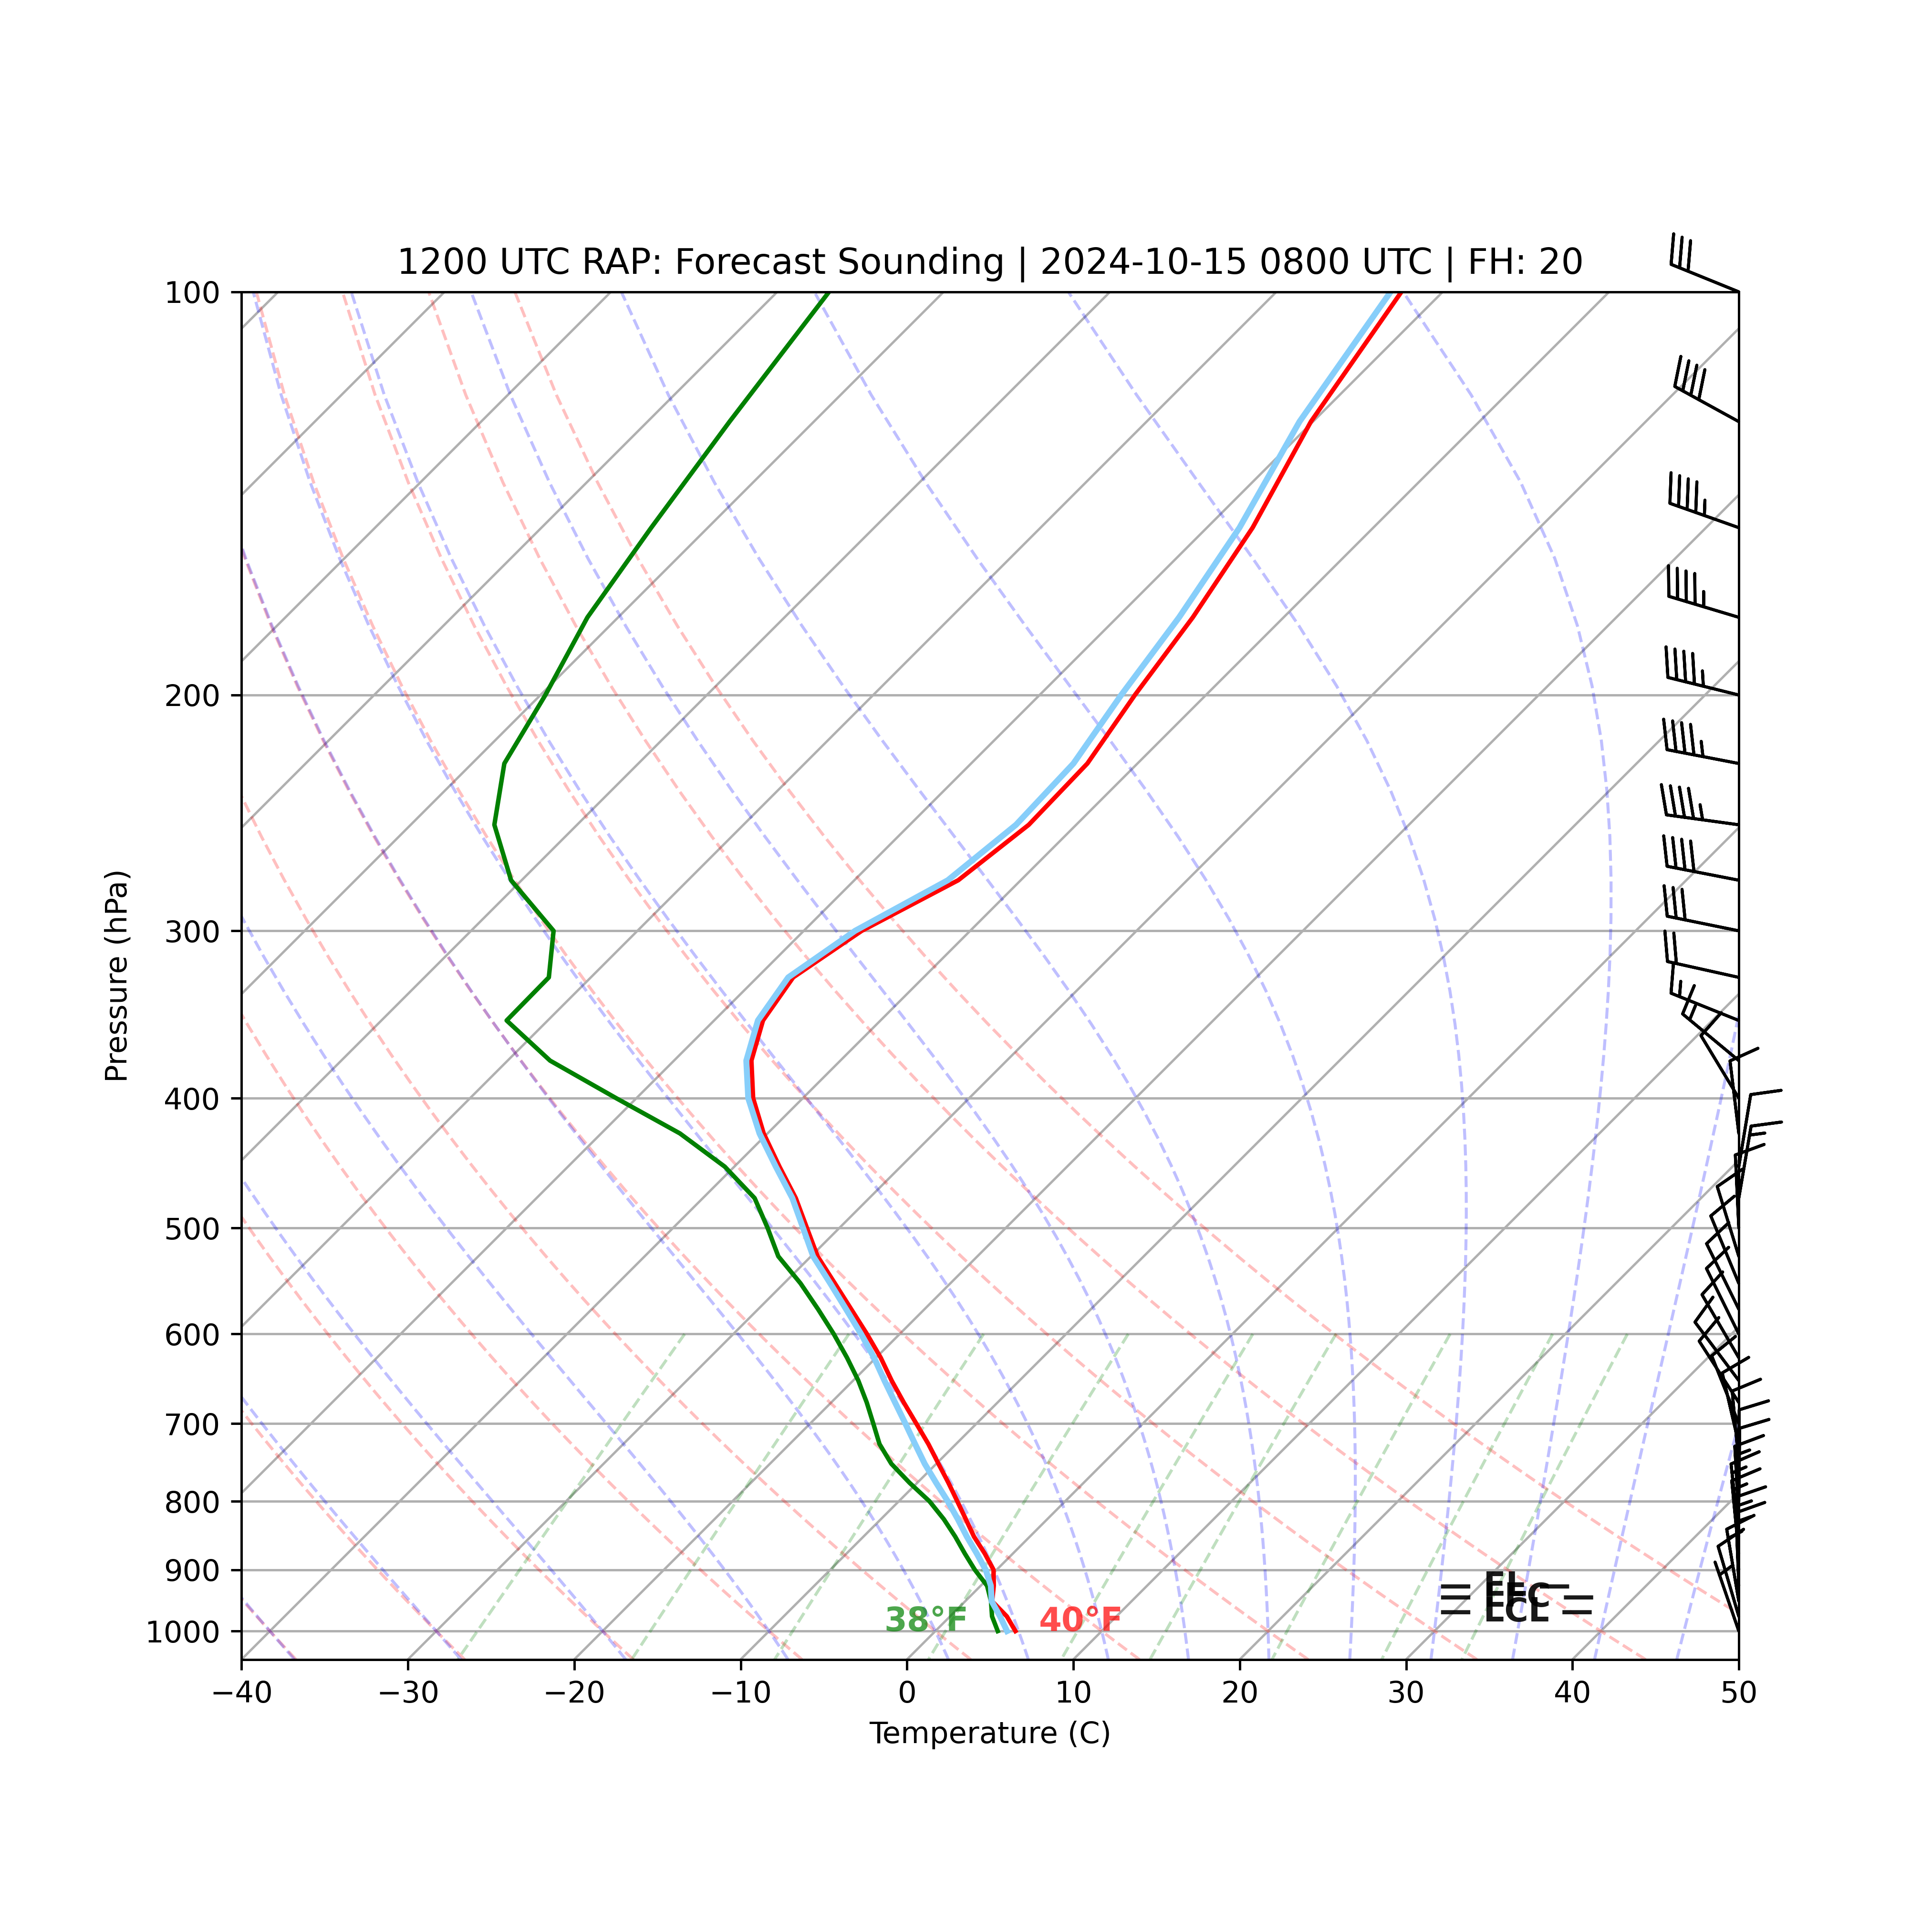 1200 UTC RAP: Forecast Sounding | 2024-10-15 0800 UTC | FH: 20
100
200
300
400
500
600
700
800
900
1000
Pressure (hPa)
38°F
40°F
EL
LFC
LCL
−40 −30 −20 −10 0 10 20 30 40 50
Temperature (C)